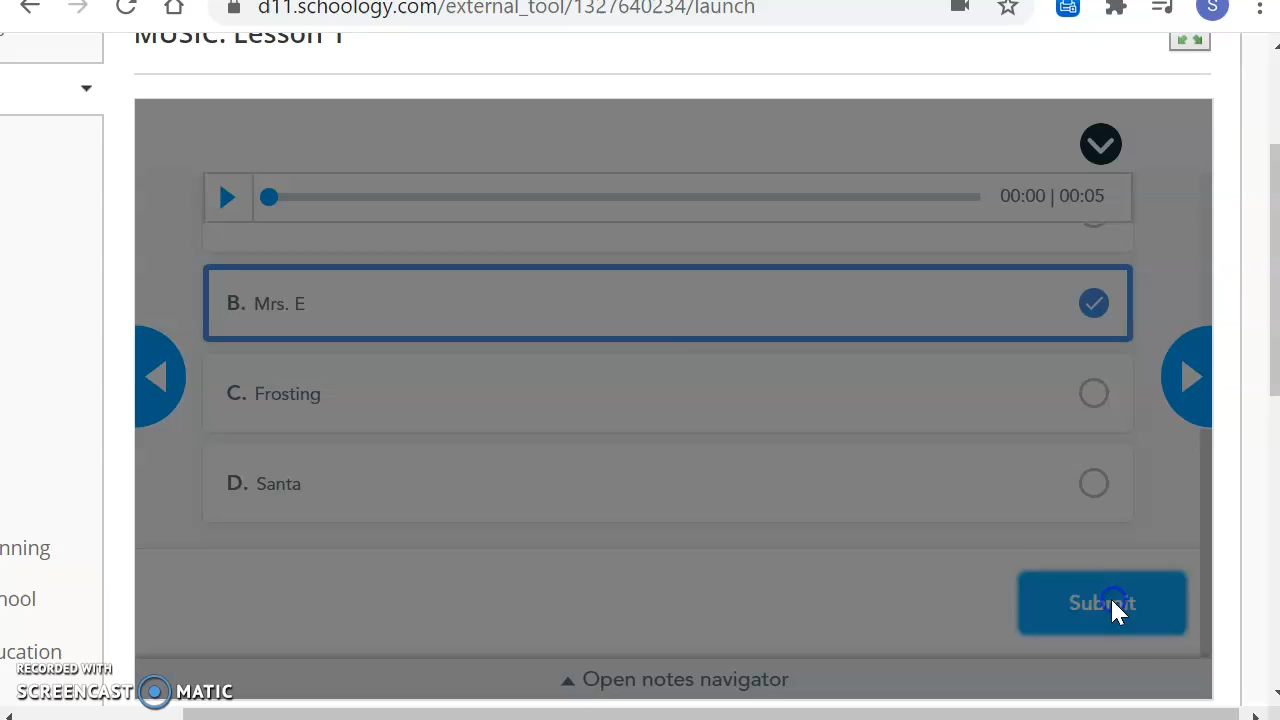 d11.schoology.com/external_tool/1327640234/launch
S
MUSIC: Lesson 1
00:00 | 00:05
B. Mrs. E
C. Frosting
D. Santa
Submit
Open notes navigator
nning
hool
ucation
RECORDED WITH
SCREENCAST MATIC